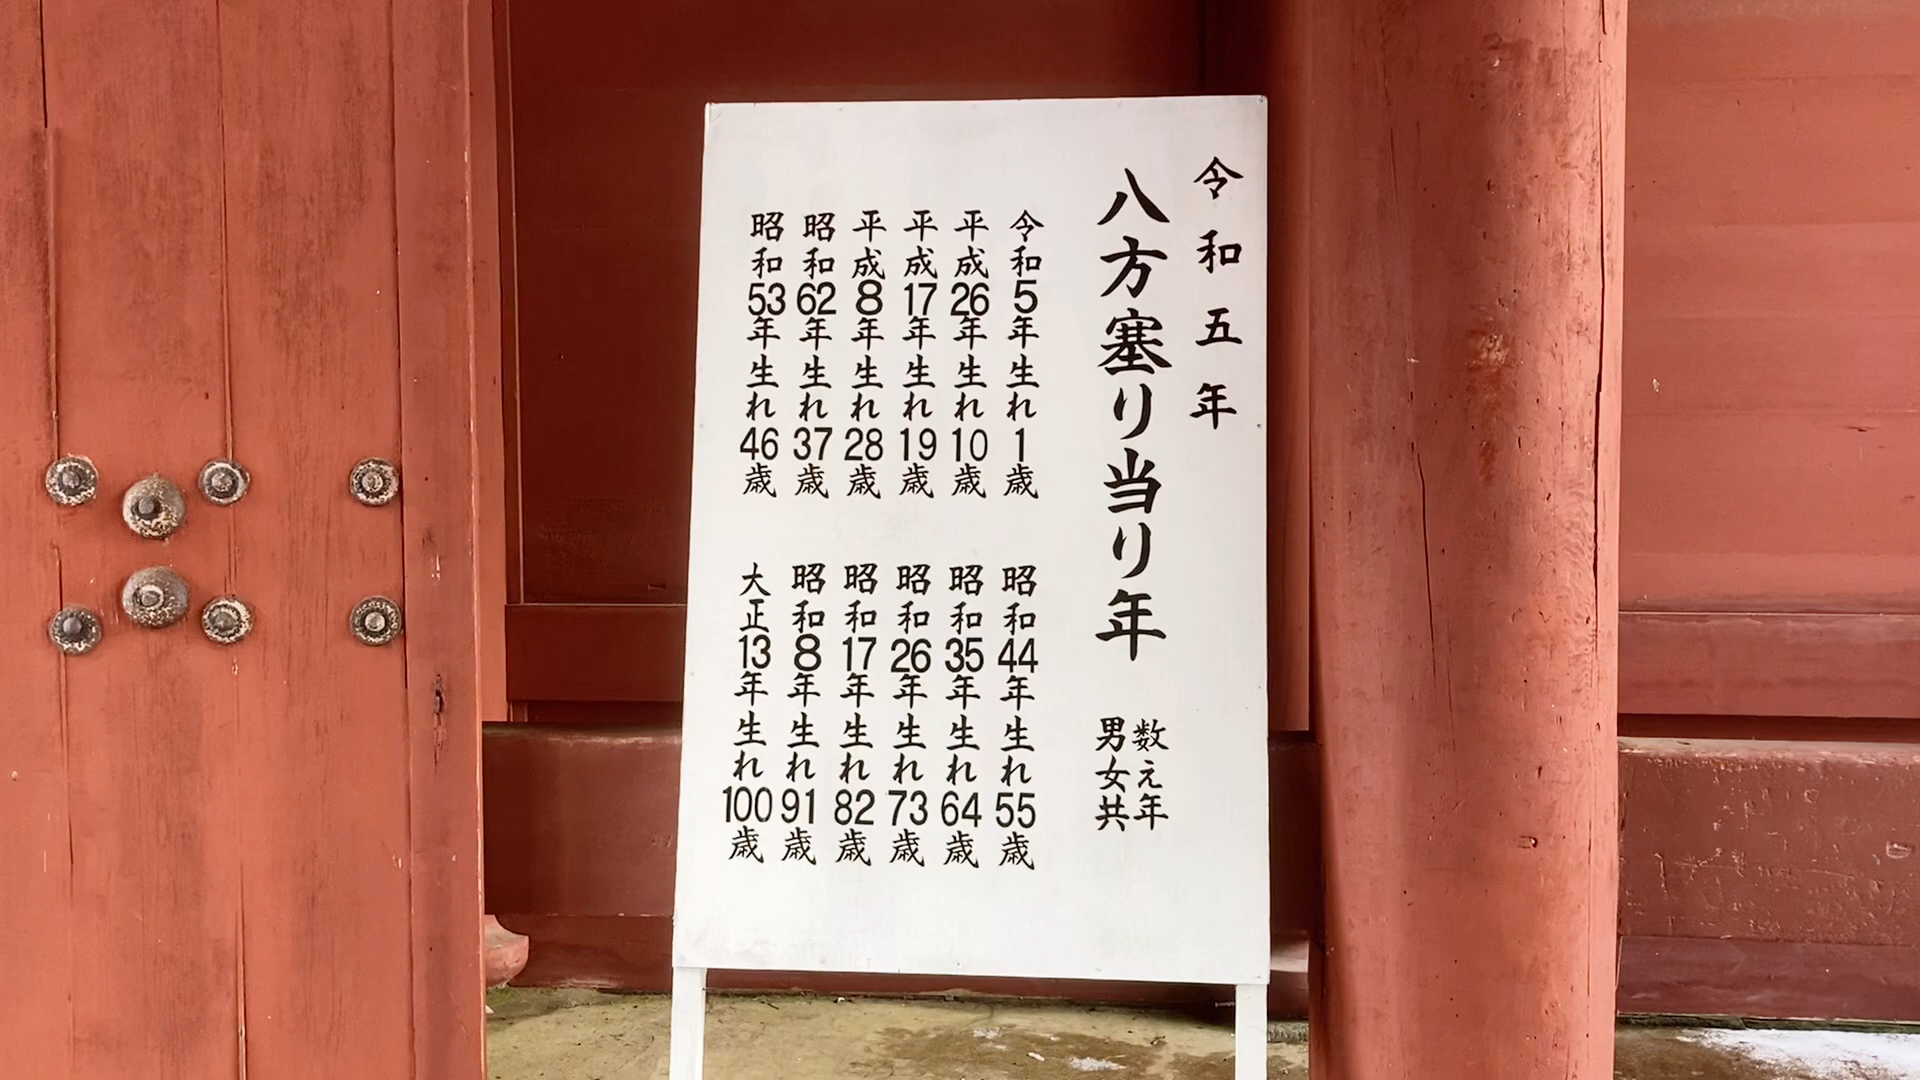 令和五年
八方塞り当り年
数え年
男女共
令和5年生れ1歳
平成26年生れ10歳
平成17年生れ19歳
平成8年生れ28歳
昭和62年生れ37歳
昭和53年生れ46歳
昭和44年生れ55歳
昭和35年生れ64歳
昭和26年生れ73歳
昭和17年生れ82歳
昭和8年生れ91歳
大正13年生れ100歳